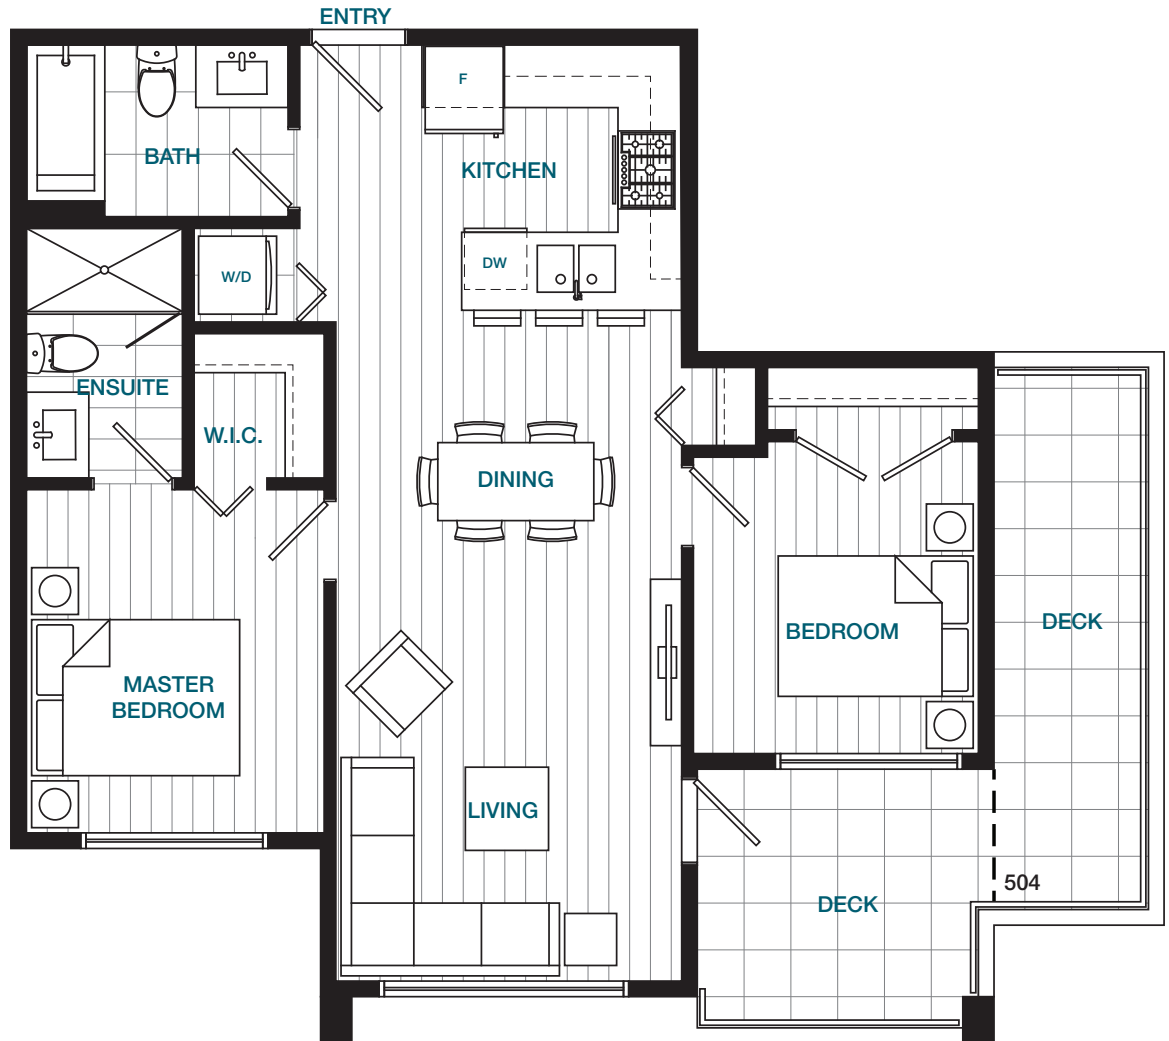 ENTRY
F
BATH
KITCHEN
W/D
DW
ENSUITE
W.I.C.
DINING
BEDROOM
DECK
MASTER
BEDROOM
LIVING
504
DECK